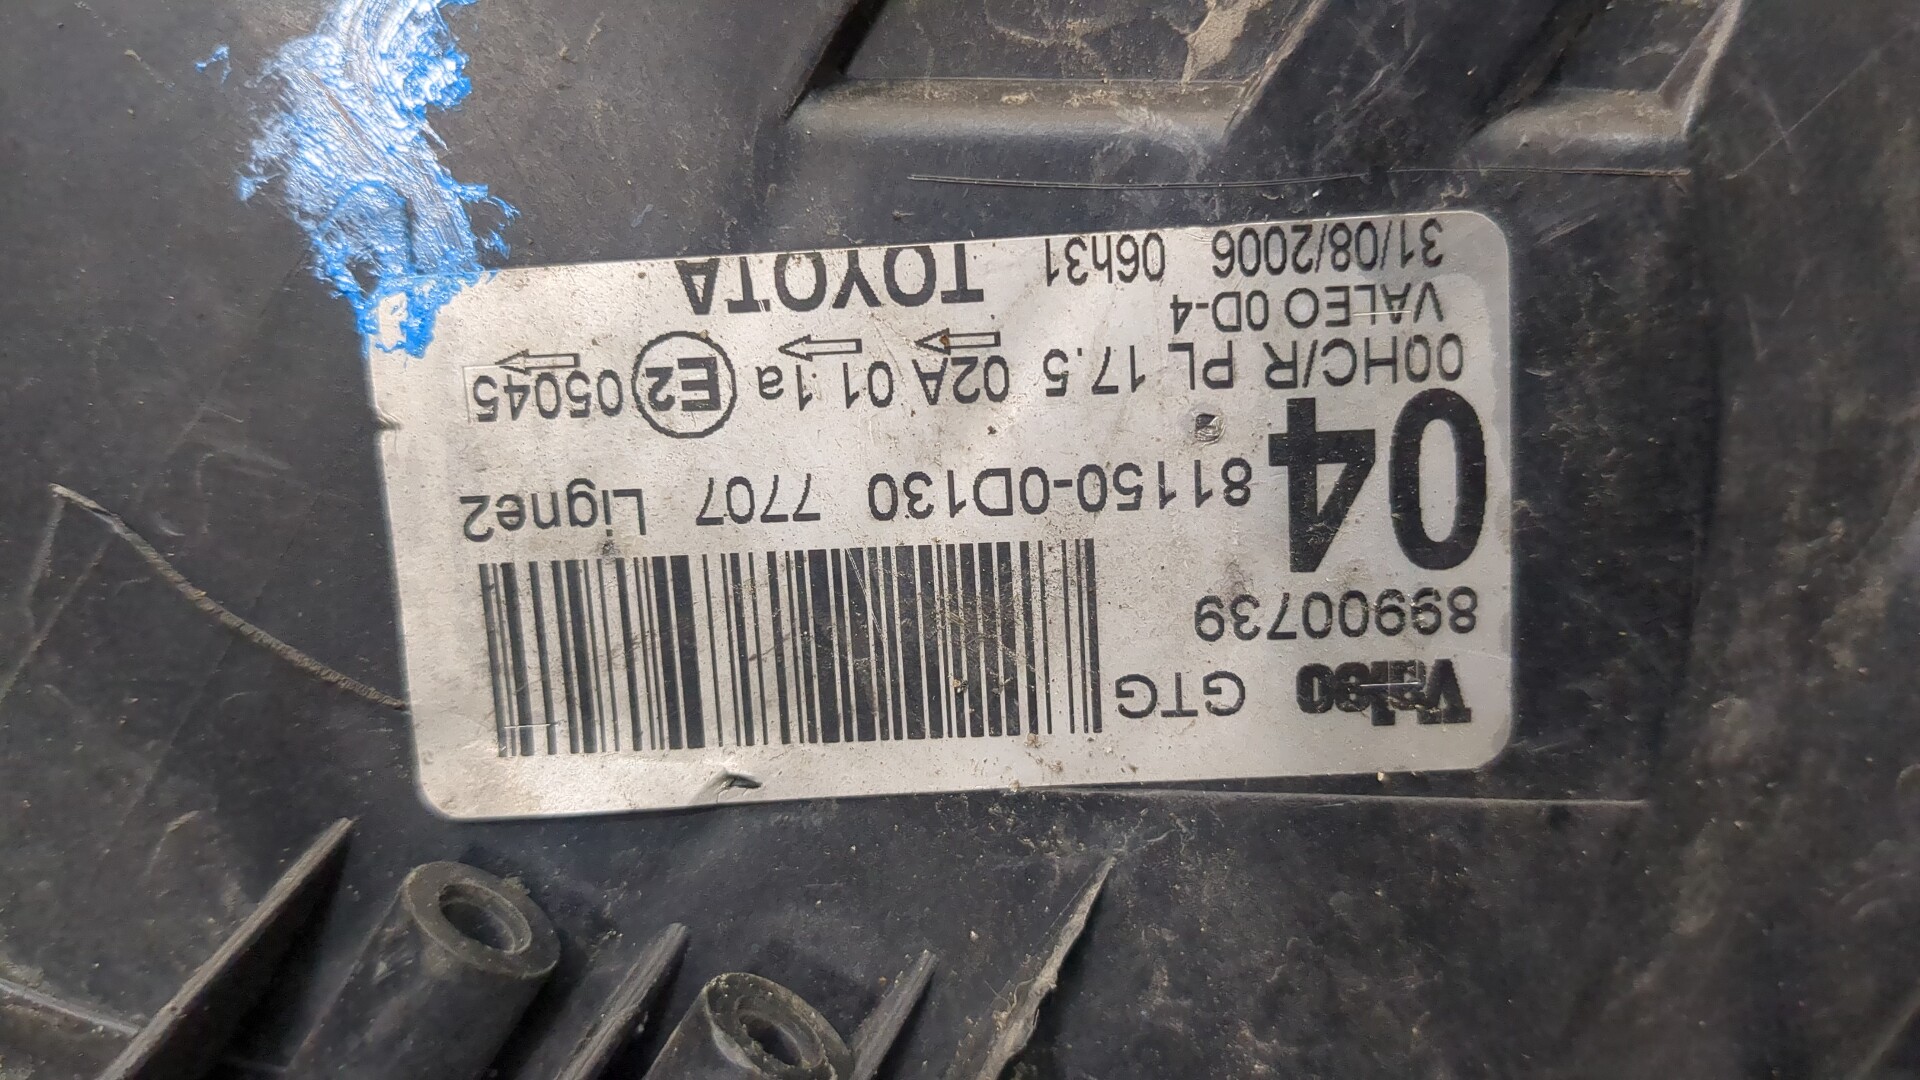 Valeo GTG
89900739
04 81150-0D130 7707 Ligne2
00HC/R PL 17.5 02A 01 1a E2 05045
VALEO 0D-4
31/08/2006 06h31 TOYOTA